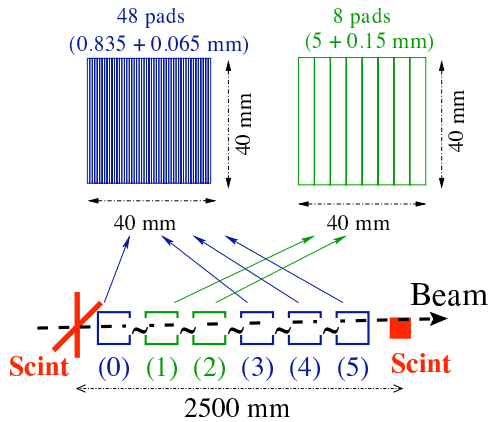 48 pads
(0.835 + 0.065 mm)
8 pads
(5 + 0.15 mm)
40 mm
40 mm
40 mm
40 mm
Beam
~ ~ ~ ~ ~
Scint
(0) (1) (2) (3) (4) (5)
Scint
2500 mm